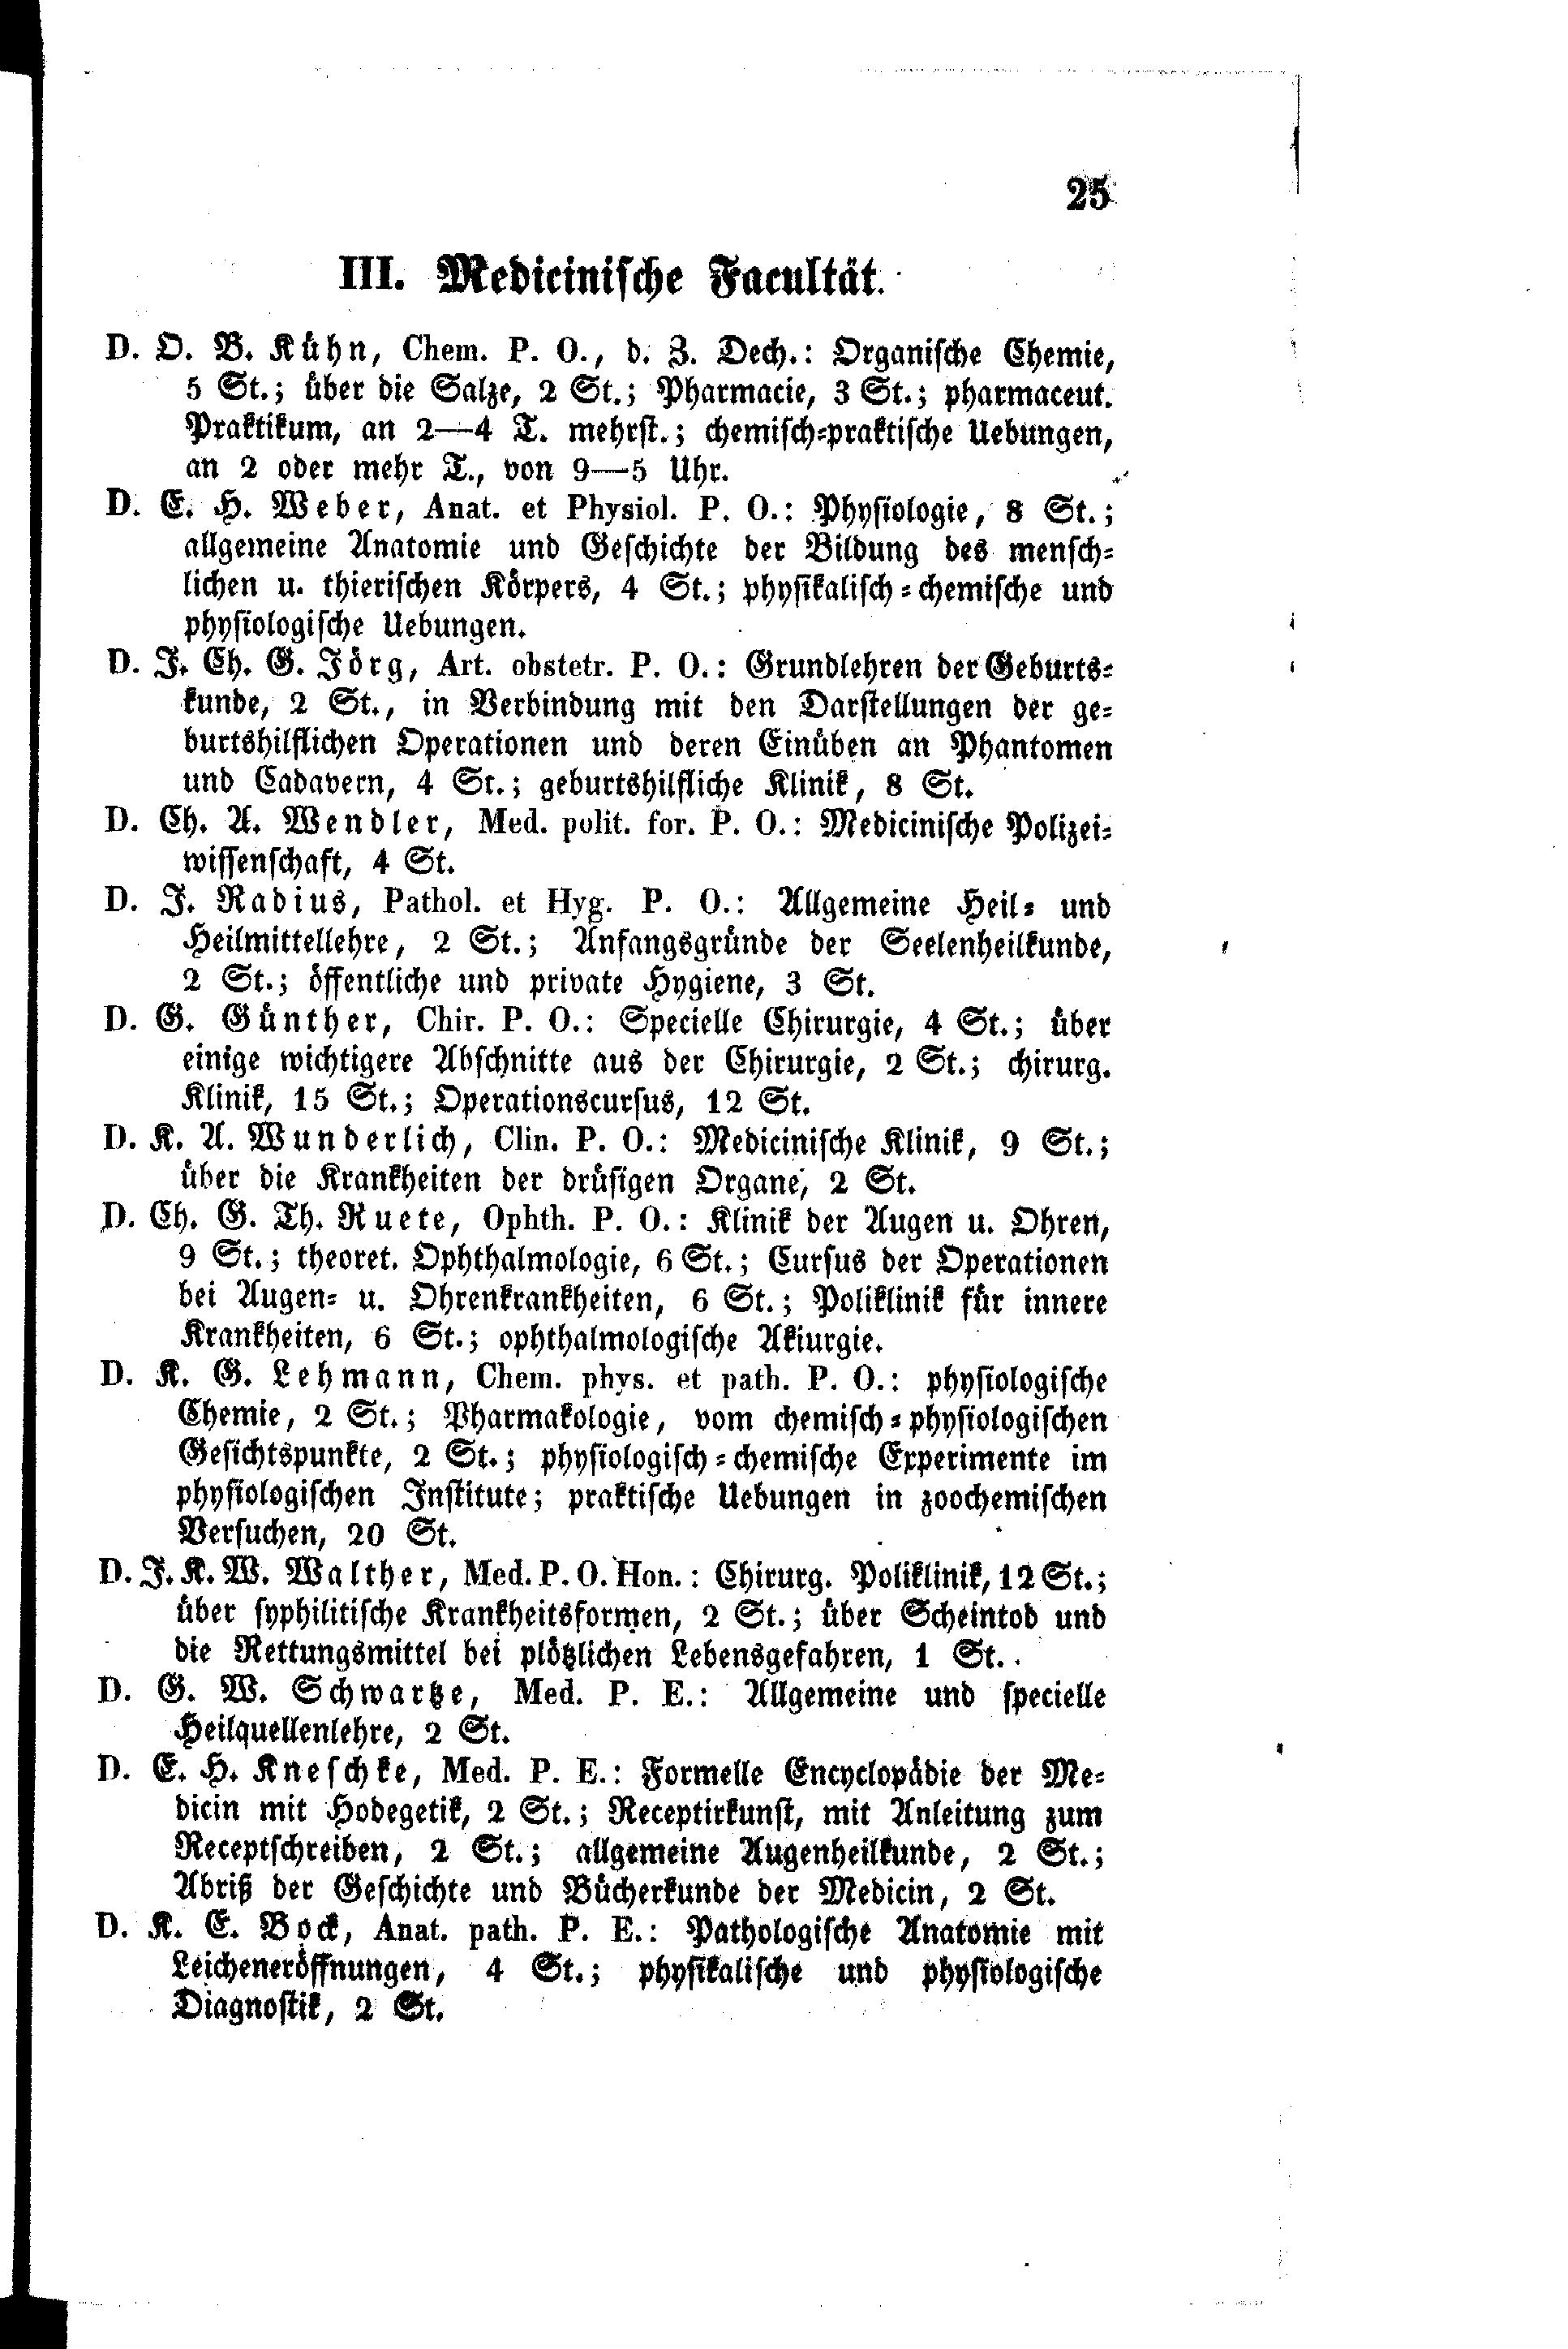 25
III. Medicinische Facultät.
D. O. B. Kühn, Chem. P. O., d. Z. Dech.: Organische Chemie,
5 St.; über die Salze, 2 St.; Pharmacie, 3 St.; pharmaceut.
Praktikum, an 2—4 T. mehrst.; chemisch-praktische Uebungen,
an 2 oder mehr T., von 9—5 Uhr.
D. E. H. Weber, Anat. et Physiol. P. O.: Physiologie, 8 St.;
allgemeine Anatomie und Geschichte der Bildung des mensch-
lichen u. thierischen Körpers, 4 St.; physikalisch-chemische und
physiologische Uebungen.
D. J. Ch. G. Jörg, Art. obstetr. P. O.: Grundlehren der Geburts-
kunde, 2 St., in Verbindung mit den Darstellungen der ge-
burtshilflichen Operationen und deren Einüben an Phantomen
und Cadavern, 4 St.; geburtshilfliche Klinik, 8 St.
D. Ch. A. Wendler, Med. polit. for. P. O.: Medicinische Polizei-
wissenschaft, 4 St.
D. J. Radius, Pathol. et Hyg. P. O.: Allgemeine Heil- und
Heilmittellehre, 2 St.; Anfangsgründe der Seelenheilkunde,
2 St.; öffentliche und private Hygiene, 3 St.
D. G. Günther, Chir. P. O.: Specielle Chirurgie, 4 St.; über
einige wichtigere Abschnitte aus der Chirurgie, 2 St.; chirurg.
Klinik, 15 St.; Operationscursus, 12 St.
D. K. A. Wunderlich, Clin. P. O.: Medicinische Klinik, 9 St.;
über die Krankheiten der drüsigen Organe, 2 St.
D. Ch. G. Th. Ruete, Ophth. P. O.: Klinik der Augen u. Ohren,
9 St.; theoret. Ophthalmologie, 6 St.; Cursus der Operationen
bei Augen- u. Ohrenkrankheiten, 6 St.; Poliklinik für innere
Krankheiten, 6 St.; ophthalmologische Akiurgie.
D. K. G. Lehmann, Chem. phys. et path. P. O.: physiologische
Chemie, 2 St.; Pharmakologie, vom chemisch-physiologischen
Gesichtspunkte, 2 St.; physiologisch-chemische Experimente im
physiologischen Institute; praktische Uebungen in zoochemischen
Versuchen, 20 St.
D. J. K. W. Walther, Med. P. O. Hon.: Chirurg. Poliklinik, 12 St.;
über syphilitische Krankheitsformen, 2 St.; über Scheintod und
die Rettungsmittel bei plötzlichen Lebensgefahren, 1 St.
D. G. W. Schwartze, Med. P. E.: Allgemeine und specielle
Heilquellenlehre, 2 St.
D. E. H. Kneschke, Med. P. E.: Formelle Encyclopädie der Me-
dicin mit Hodegetik, 2 St.; Receptirkunst, mit Anleitung zum
Receptschreiben, 2 St.; allgemeine Augenheilkunde, 2 St.;
Abriß der Geschichte und Bücherkunde der Medicin, 2 St.
D. K. E. Bock, Anat. path. P. E.: Pathologische Anatomie mit
Leicheneröffnungen, 4 St.; physikalische und physiologische
Diagnostik, 2 St.